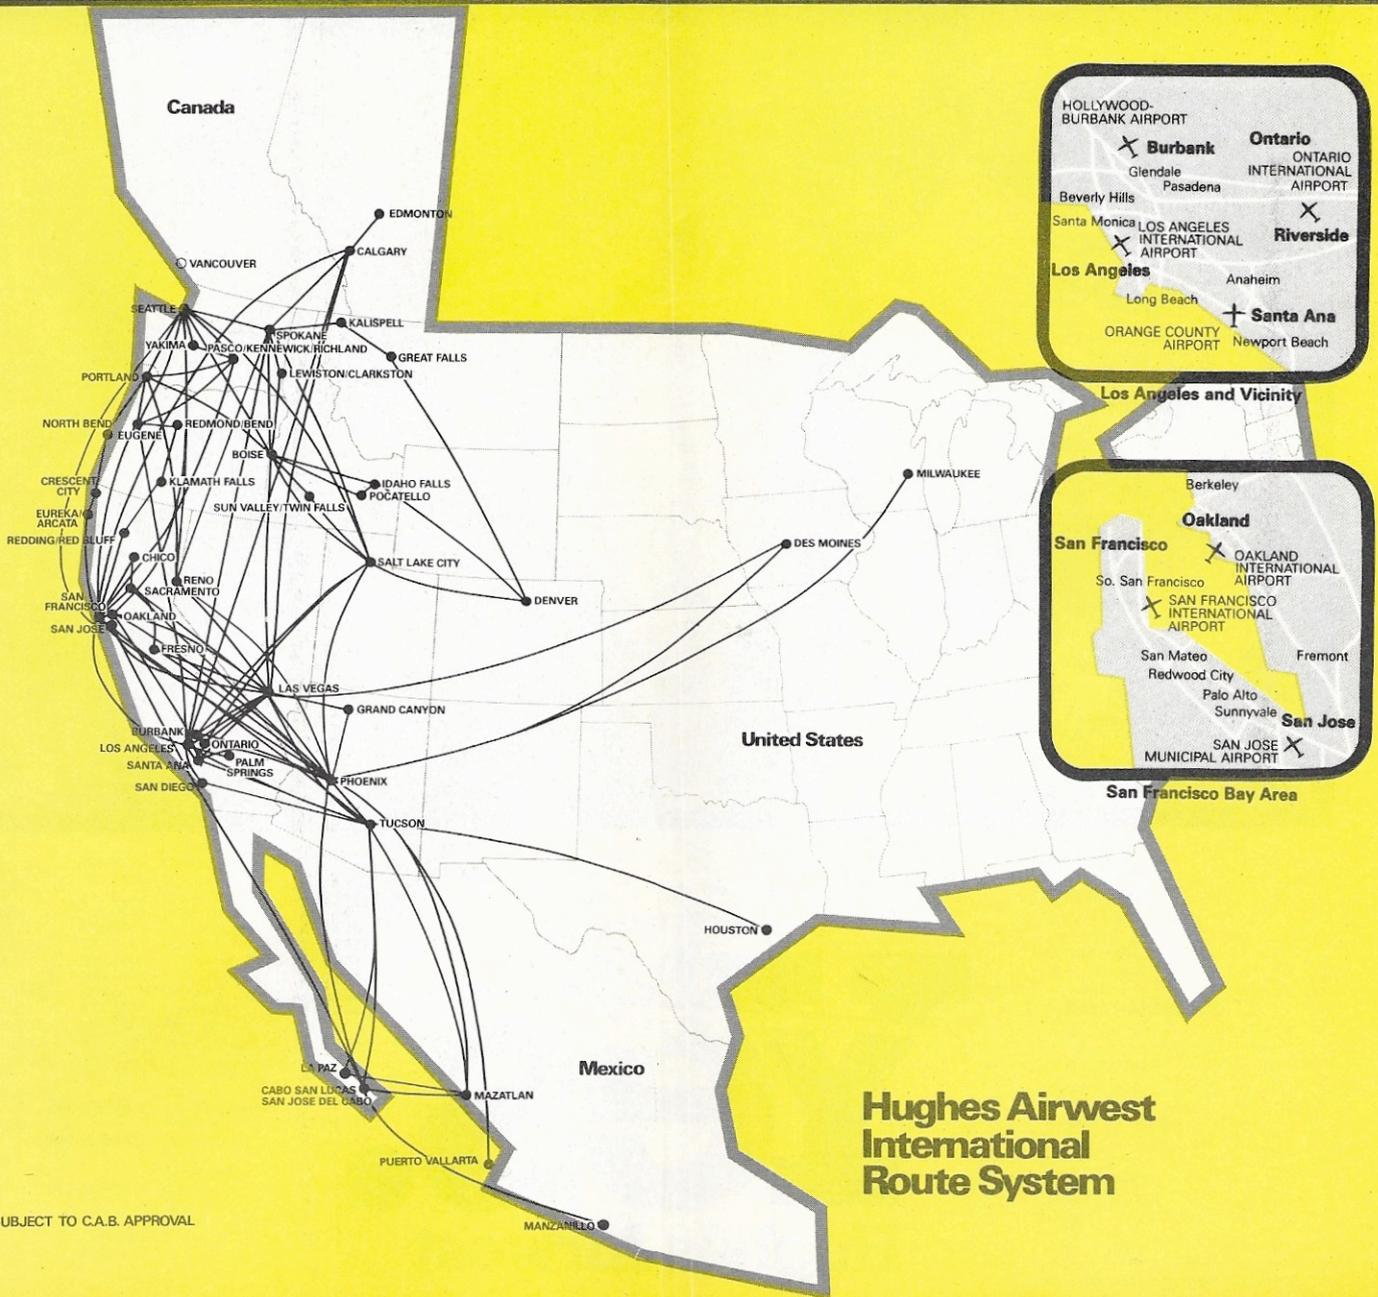 Canada
EDMONTON
CALGARY
VANCOUVER
SEATTLE
SPOKANE
KALISPELL
YAKIMA
PASCO/KENNEWICK/RICHLAND
GREAT FALLS
LEWISTON/CLARKSTON
PORTLAND
NORTH BEND
EUGENE
REDMOND/BEND
BOISE
IDAHO FALLS
POCATELLO
SUN VALLEY/TWIN FALLS
CRESCENT
CITY
KLAMATH FALLS
EUREKA/
ARCATA
REDDING/RED BLUFF
CHICO
SALT LAKE CITY
RENO
SACRAMENTO
SAN
FRANCISCO
OAKLAND
SAN JOSE
FRESNO
DENVER
DES MOINES
MILWAUKEE
LAS VEGAS
GRAND CANYON
BURBANK
LOS ANGELES
ONTARIO
SANTA ANA
PALM
SPRINGS
SAN DIEGO
PHOENIX
TUCSON
United States
HOUSTON
Mexico
LA PAZ
CABO SAN LUCAS
SAN JOSE DEL CABO
MAZATLAN
PUERTO VALLARTA
MANZANILLO
UBJECT TO C.A.B. APPROVAL
HOLLYWOOD-
BURBANK AIRPORT
Burbank
Ontario
ONTARIO
INTERNATIONAL
AIRPORT
Glendale
Pasadena
Beverly Hills
Santa Monica
LOS ANGELES
INTERNATIONAL
AIRPORT
Riverside
Los Angeles
Anaheim
Long Beach
Santa Ana
ORANGE COUNTY
AIRPORT
Newport Beach
Los Angeles and Vicinity
Berkeley
Oakland
San Francisco
OAKLAND
INTERNATIONAL
AIRPORT
So. San Francisco
SAN FRANCISCO
INTERNATIONAL
AIRPORT
San Mateo
Fremont
Redwood City
Palo Alto
Sunnyvale
San Jose
SAN JOSE
MUNICIPAL AIRPORT
San Francisco Bay Area
Hughes Airwest
International
Route System